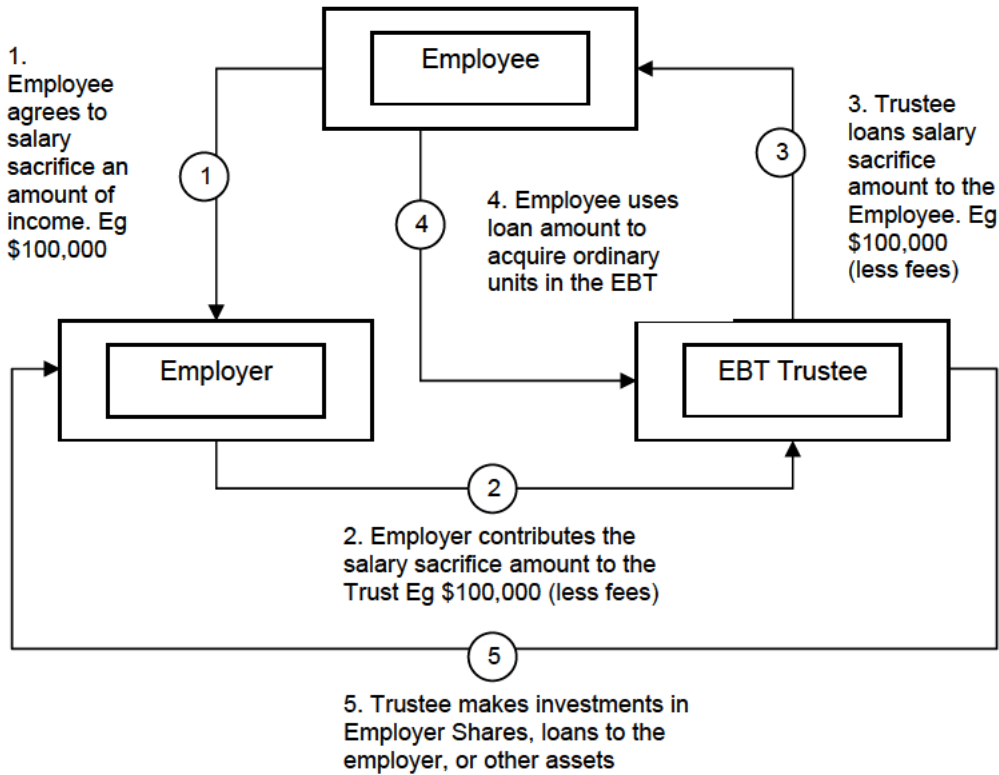 Employee
1.
Employee
agrees to
salary
sacrifice an
amount of
income. Eg
$100,000
1
3
3. Trustee
loans salary
sacrifice
amount to the
Employee. Eg
$100,000
(less fees)
4
4. Employee uses
loan amount to
acquire ordinary
units in the EBT
Employer
EBT Trustee
2
2. Employer contributes the
salary sacrifice amount to the
Trust Eg $100,000 (less fees)
5
5. Trustee makes investments in
Employer Shares, loans to the
employer, or other assets